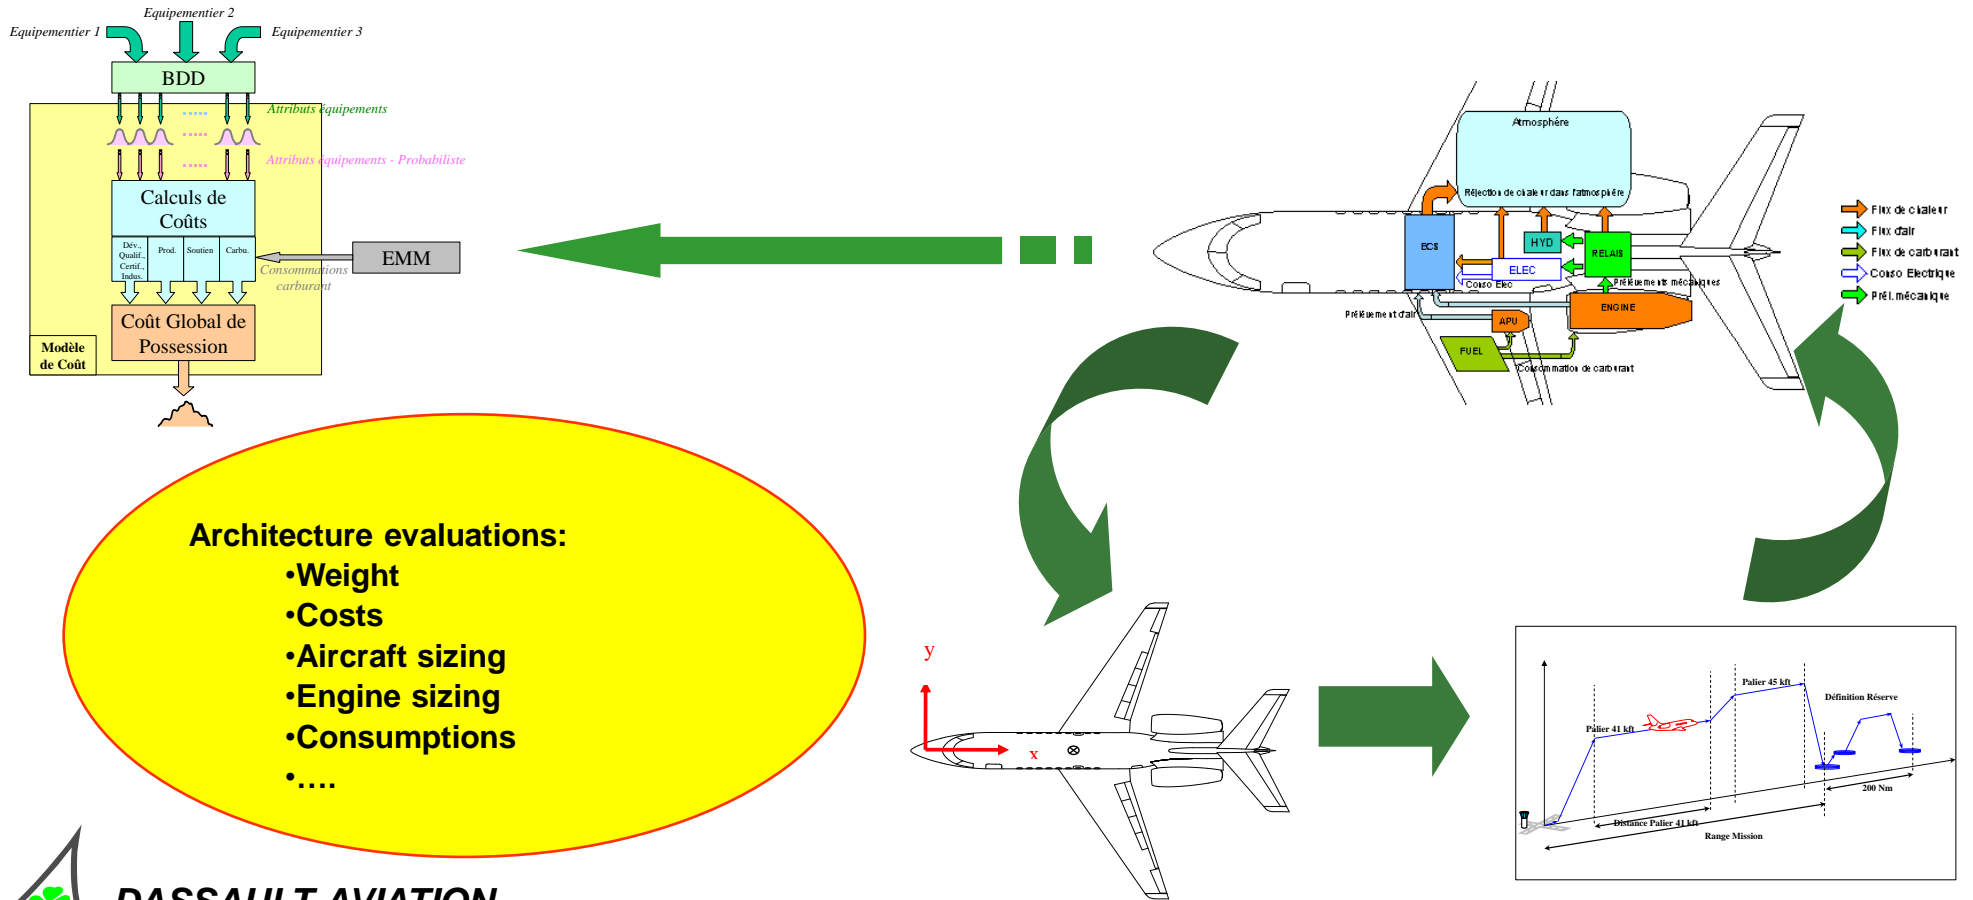 Equipementier 1
Equipementier 2
Equipementier 3
BDD
Attributs équipements
Attributs équipements - Probabiliste
Calculs de
Coûts
Dév.,
Qualif.,
Certif.,
Indus.
Prod.
Soutien
Carbu.
EMM
Consommations
carburant
Coût Global de
Possession
Modèle
de Coût
Atmosphére
Réjection de chaleur dans l'atmosphére
ECS
HYD
RELAIS
ELEC
Conso Elec
Préléuements mécaniques
Préléuement d'air
APU
ENGINE
FUEL
Consommation de carburant
Flux de chaleur
Flux d'air
Flux de carburant
Conso Electrique
Prél. mécanique
Architecture evaluations:
•Weight
•Costs
•Aircraft sizing
•Engine sizing
•Consumptions
•....
y
x
Palier 45 kft
Définition Réserve
Palier 41 kft
200 Nm
Distance Palier 41 kft
Range Mission
DASSAULT AVIATION